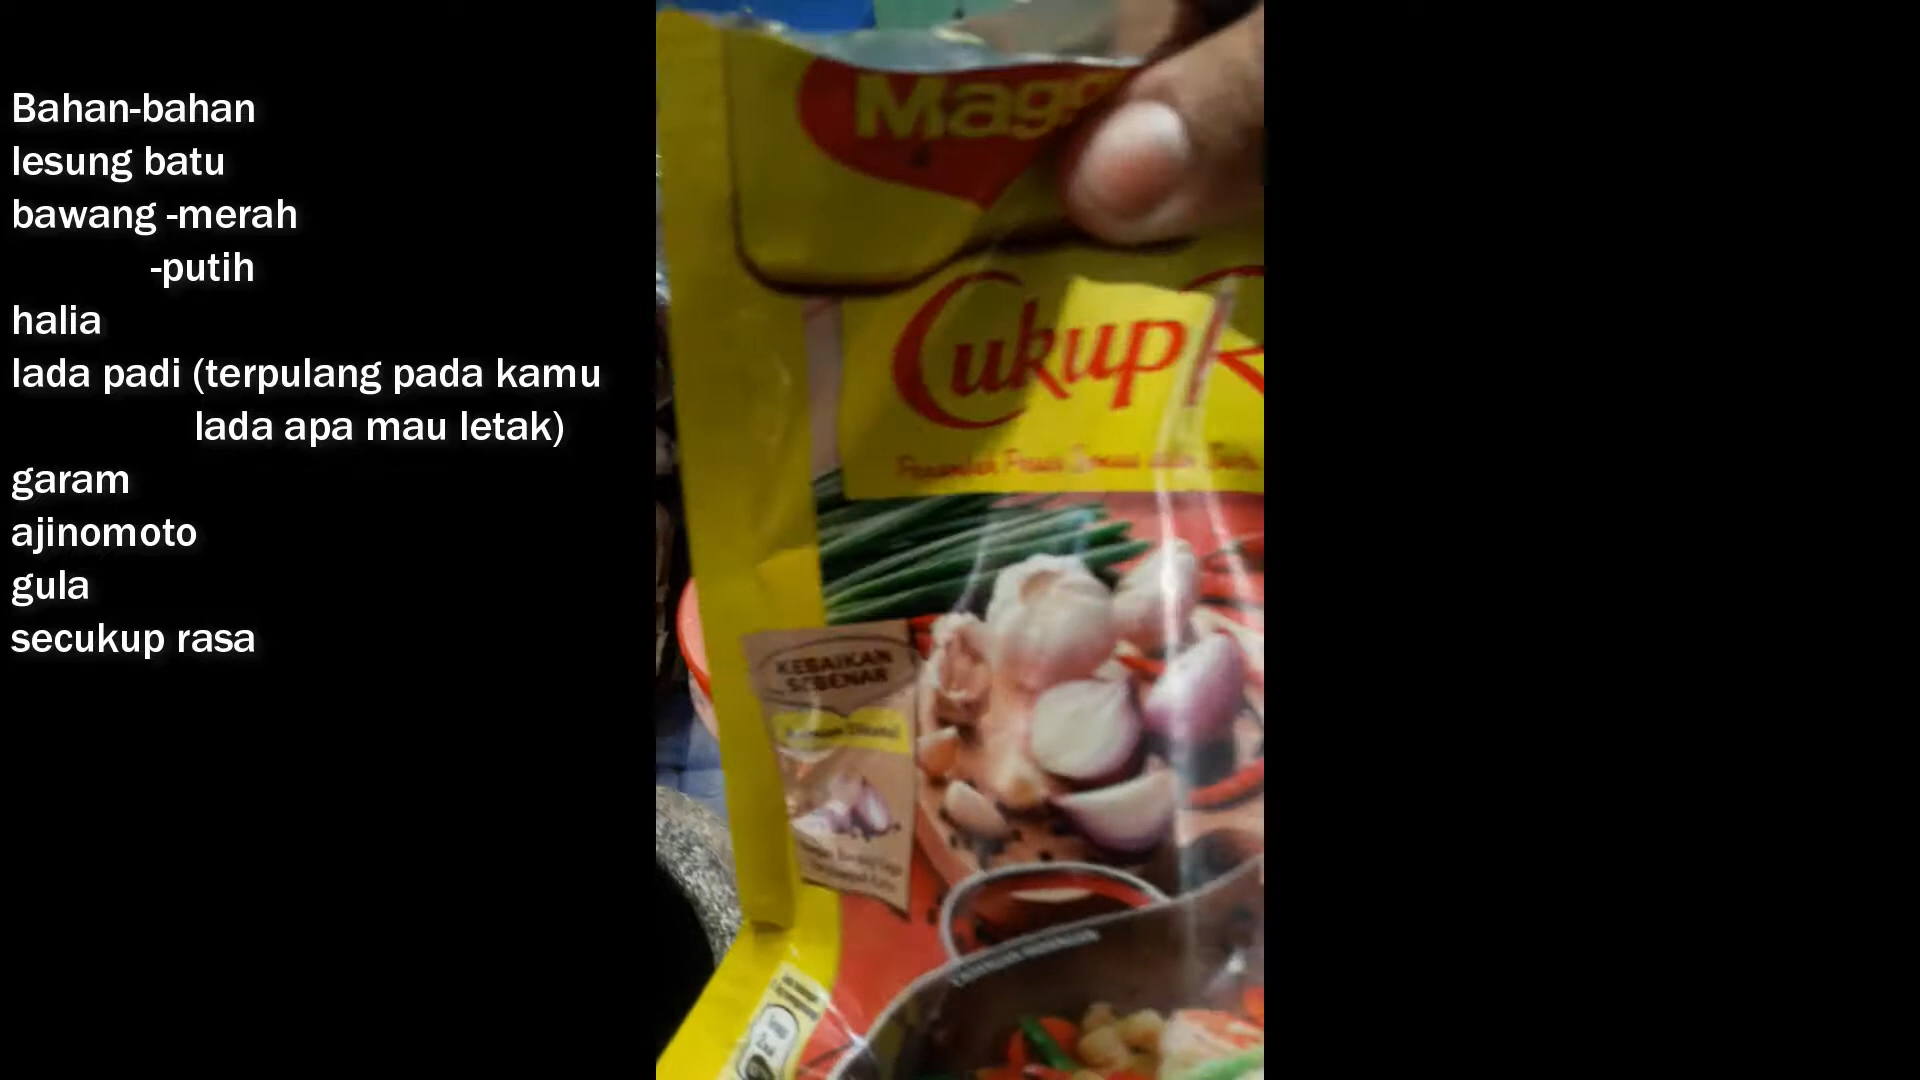 Bahan-bahan
lesung batu
bawang -merah
-putih
halia
lada padi (terpulang pada kamu
lada apa mau letak)
garam
ajinomoto
gula
secukup rasa
Cukup
KEBAIKAN
SEBENAR